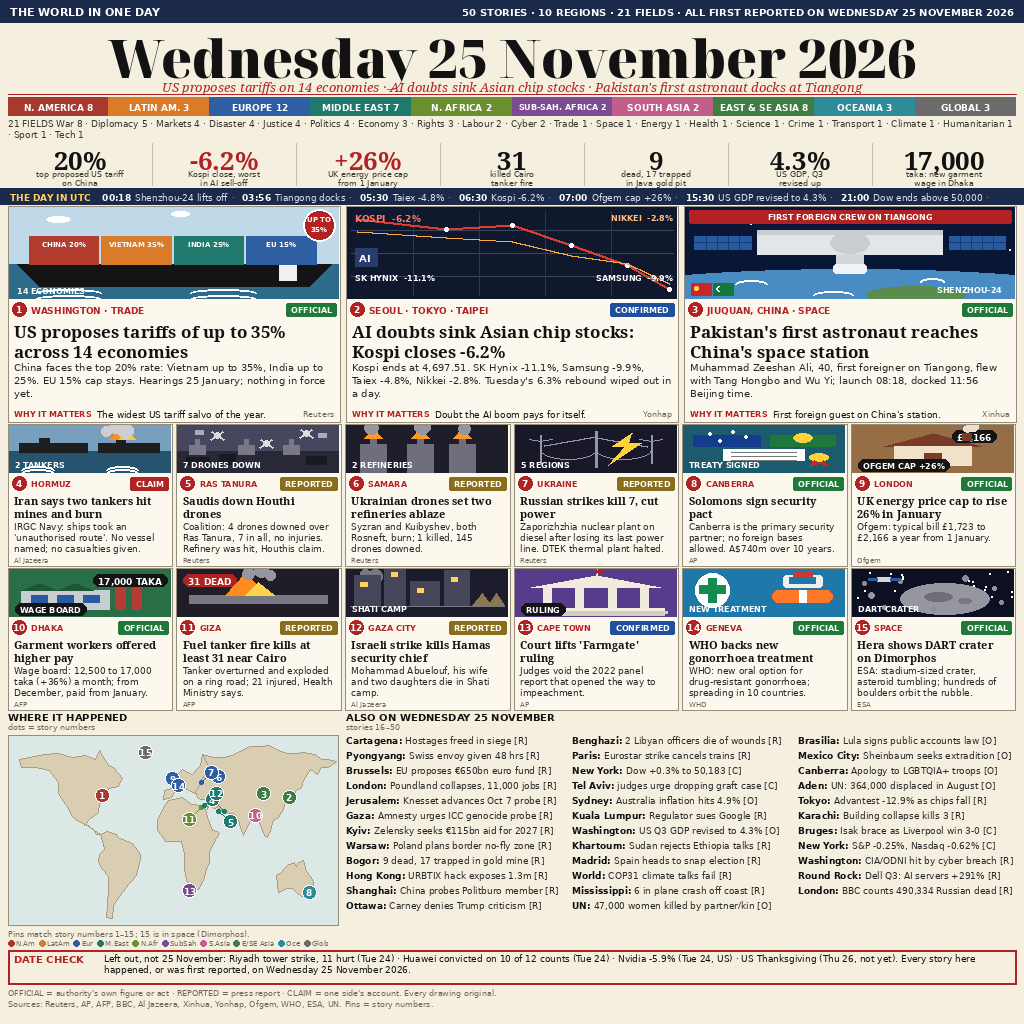 THE WORLD IN ONE DAY
50 STORIES · 10 REGIONS · 21 FIELDS · ALL FIRST REPORTED ON WEDNESDAY 25 NOVEMBER 2026
Wednesday 25 November 2026
US proposes tariffs on 14 economies · AI doubts sink Asian chip stocks · Pakistan's first astronaut docks at Tiangong
N. AMERICA 8 LATIN AM. 3 EUROPE 12 MIDDLE EAST 7 N. AFRICA 2 SUB-SAH. AFRICA 2 SOUTH ASIA 2 EAST & SE ASIA 8 OCEANIA 3 GLOBAL 3
21 FIELDS War 8 · Diplomacy 5 · Markets 4 · Disaster 4 · Justice 4 · Politics 4 · Economy 3 · Rights 3 · Labour 2 · Cyber 2 · Trade 1 · Space 1 · Energy 1 · Health 1 · Science 1 · Crime 1 · Transport 1 · Climate 1 · Humanitarian 1
· Sport 1 · Tech 1
20%
top proposed US tariff
on China
-6.2%
Kospi close, worst
in AI sell-off
+26%
UK energy price cap
from 1 January
31
killed Cairo
tanker fire
9
dead, 17 trapped
in Java gold pit
4.3%
US GDP, Q3
revised up
17,000
taka: new garment
wage in Dhaka
THE DAY IN UTC 00:18 Shenzhou-24 lifts off · 03:56 Tiangong docks · 05:30 Taiex -4.8% · 06:30 Kospi -6.2% · 07:00 Ofgem cap +26% · 15:30 US GDP revised to 4.3% · 21:00 Dow ends above 50,000 ·
UP TO
35%
CHINA 20% VIETNAM 35% INDIA 25% EU 15%
14 ECONOMIES
1 WASHINGTON · TRADE OFFICIAL
US proposes tariffs of up to 35%
across 14 economies
China faces the top 20% rate: Vietnam up to 35%, India up to
25%. EU 15% cap stays. Hearings 25 January; nothing in force
yet.
WHY IT MATTERS The widest US tariff salvo of the year. Reuters
KOSPI -6.2% NIKKEI -2.8%
AI
SK HYNIX -11.1% SAMSUNG -9.9%
2 SEOUL · TOKYO · TAIPEI CONFIRMED
AI doubts sink Asian chip stocks:
Kospi closes -6.2%
Kospi ends at 4,697.51. SK Hynix -11.1%, Samsung -9.9%,
Taiex -4.8%, Nikkei -2.8%. Tuesday's 6.3% rebound wiped out in
a day.
WHY IT MATTERS Doubt the AI boom pays for itself. Yonhap
FIRST FOREIGN CREW ON TIANGONG
SHENZHOU-24
3 JIUQUAN, CHINA · SPACE OFFICIAL
Pakistan's first astronaut reaches
China's space station
Muhammad Zeeshan Ali, 40, first foreigner on Tiangong, flew
with Tang Hongbo and Wu Yi; launch 08:18, docked 11:56
Beijing time.
WHY IT MATTERS First foreign guest on China's station. Xinhua
2 TANKERS
4 HORMUZ CLAIM
Iran says two tankers hit
mines and burn
IRGC Navy: ships took an
'unauthorised route'. No vessel
named; no casualties given.
Al Jazeera
7 DRONES DOWN
5 RAS TANURA REPORTED
Saudis down Houthi
drones
Coalition: 4 drones downed over
Ras Tanura, 7 in all, no injuries.
Refinery was hit, Houthis claim.
Reuters
2 REFINERIES
6 SAMARA REPORTED
Ukrainian drones set two
refineries ablaze
Syzran and Kuibyshev, both
Rosneft, burn; 1 killed, 145
drones downed.
Reuters
5 REGIONS
7 UKRAINE REPORTED
Russian strikes kill 7, cut
power
Zaporizhzhia nuclear plant on
diesel after losing its last power
line. DTEK thermal plant halted.
Reuters
TREATY SIGNED
8 CANBERRA OFFICIAL
Solomons sign security
pact
Canberra is the primary security
partner; no foreign bases
allowed. A$740m over 10 years.
AP
OFGEM CAP +26%
9 LONDON OFFICIAL
UK energy price cap to rise
26% in January
Ofgem: typical bill £1,723 to
£2,166 a year from 1 January.
Ofgem
17,000 TAKA
WAGE BOARD
10 DHAKA OFFICIAL
Garment workers offered
higher pay
Wage board: 12,500 to 17,000
taka (+36%) a month; from
December, paid from January.
AFP
31 DEAD
11 GIZA REPORTED
Fuel tanker fire kills at
least 31 near Cairo
Tanker overturned and exploded
on a ring road; 21 injured, Health
Ministry says.
AFP
SHATI CAMP
12 GAZA CITY REPORTED
Israeli strike kills Hamas
security chief
Mohammad Abuelouf, his wife
and two daughters die in Shati
camp.
Al Jazeera
RULING
13 CAPE TOWN CONFIRMED
Court lifts 'Farmgate'
ruling
Judges void the 2022 panel
report that opened the way to
impeachment.
AP
NEW TREATMENT
14 GENEVA OFFICIAL
WHO backs new
gonorrhoea treatment
WHO: new oral option for
drug-resistant gonorrhoea;
spreading in 10 countries.
WHO
DART CRATER
15 SPACE OFFICIAL
Hera shows DART crater
on Dimorphos
ESA: stadium-sized crater,
asteroid tumbling; hundreds of
boulders orbit the rubble.
ESA
WHERE IT HAPPENED
dots = story numbers
15 9 14 7 6 1 12 3 2 11 5 10 13 8
Pins match story numbers 1–15; 15 is in space (Dimorphos).
N.Am LatAm Eur M.East N.Afr SubSah S.Asia E/SE Asia Oce Glob
ALSO ON WEDNESDAY 25 NOVEMBER
stories 16–50
Cartagena: Hostages freed in siege [R]
Pyongyang: Swiss envoy given 48 hrs [R]
Brussels: EU proposes €650bn euro fund [R]
London: Poundland collapses, 11,000 jobs [R]
Jerusalem: Knesset advances Oct 7 probe [R]
Gaza: Amnesty urges ICC genocide probe [R]
Kyiv: Zelensky seeks €115bn aid for 2027 [R]
Warsaw: Poland plans border no-fly zone [R]
Bogor: 9 dead, 17 trapped in gold mine [R]
Hong Kong: URBTIX hack exposes 1.3m [R]
Shanghai: China probes Politburo member [R]
Ottawa: Carney denies Trump criticism [R]
Benghazi: 2 Libyan officers die of wounds [R]
Paris: Eurostar strike cancels trains [R]
New York: Dow +0.3% to 50,183 [C]
Tel Aviv: judges urge dropping graft case [C]
Sydney: Australia inflation hits 4.9% [O]
Kuala Lumpur: Regulator sues Google [R]
Washington: US Q3 GDP revised to 4.3% [O]
Khartoum: Sudan rejects Ethiopia talks [R]
Madrid: Spain heads to snap election [R]
World: COP31 climate talks fail [R]
Mississippi: 6 in plane crash off coast [R]
UN: 47,000 women killed by partner/kin [O]
Brasilia: Lula signs public accounts law [O]
Mexico City: Sheinbaum seeks extradition [O]
Canberra: Apology to LGBTQIA+ troops [O]
Aden: UN: 364,000 displaced in August [O]
Tokyo: Advantest -12.9% as chips fall [R]
Karachi: Building collapse kills 3 [R]
Bruges: Isak brace as Liverpool win 3-0 [C]
New York: S&P -0.25%, Nasdaq -0.62% [C]
Washington: CIA/ODNI hit by cyber breach [R]
Round Rock: Dell Q3: AI servers +291% [R]
London: BBC counts 490,334 Russian dead [R]
DATE CHECK
Left out, not 25 November: Riyadh tower strike, 11 hurt (Tue 24) · Huawei convicted on 10 of 12 counts (Tue 24) · Nvidia -5.9% (Tue 24, US) · US Thanksgiving (Thu 26, not yet). Every story here
happened, or was first reported, on Wednesday 25 November 2026.
OFFICIAL = authority's own figure or act · REPORTED = press report · CLAIM = one side's account. Every drawing original.
Sources: Reuters, AP, AFP, BBC, Al Jazeera, Xinhua, Yonhap, Ofgem, WHO, ESA, UN. Pins = story numbers.